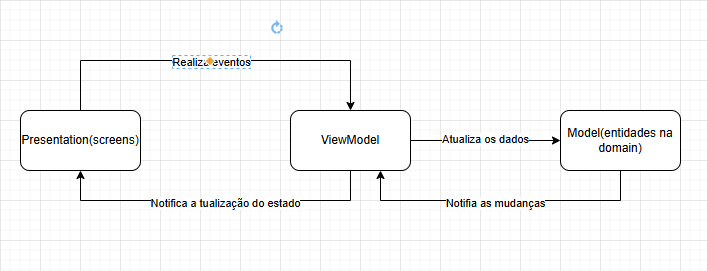 Realiza eventos
Presentation(screens)
ViewModel
Atualiza os dados
Model(entidades na
domain)
Notifica a tualização do estado
Notifia as mudanças